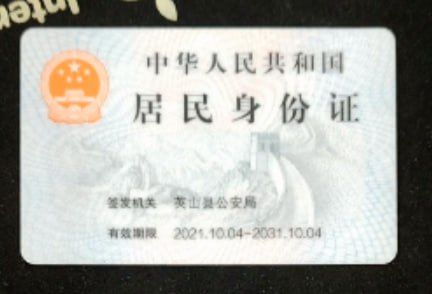 中华人民共和国
居民身份证
签发机关 英山县公安局
有效期限 2021.10.04-2031.10.04